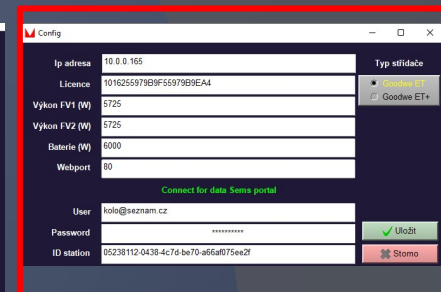 Config
Ip adresa 10.0.0.165 Typ střídače
Licence 1016255979B9F55979B9EA4 Goodwe ET
Výkon FV1 (W) 5725 Goodwe ET+
Výkon FV2 (W) 5725
Baterie (W) 6000
Webport 80
Connect for data Sems portal
User kolo@seznam.cz
Password **********
Uložit
ID station 05238112-0438-4c7d-be70-a66af075ee2f
Storno